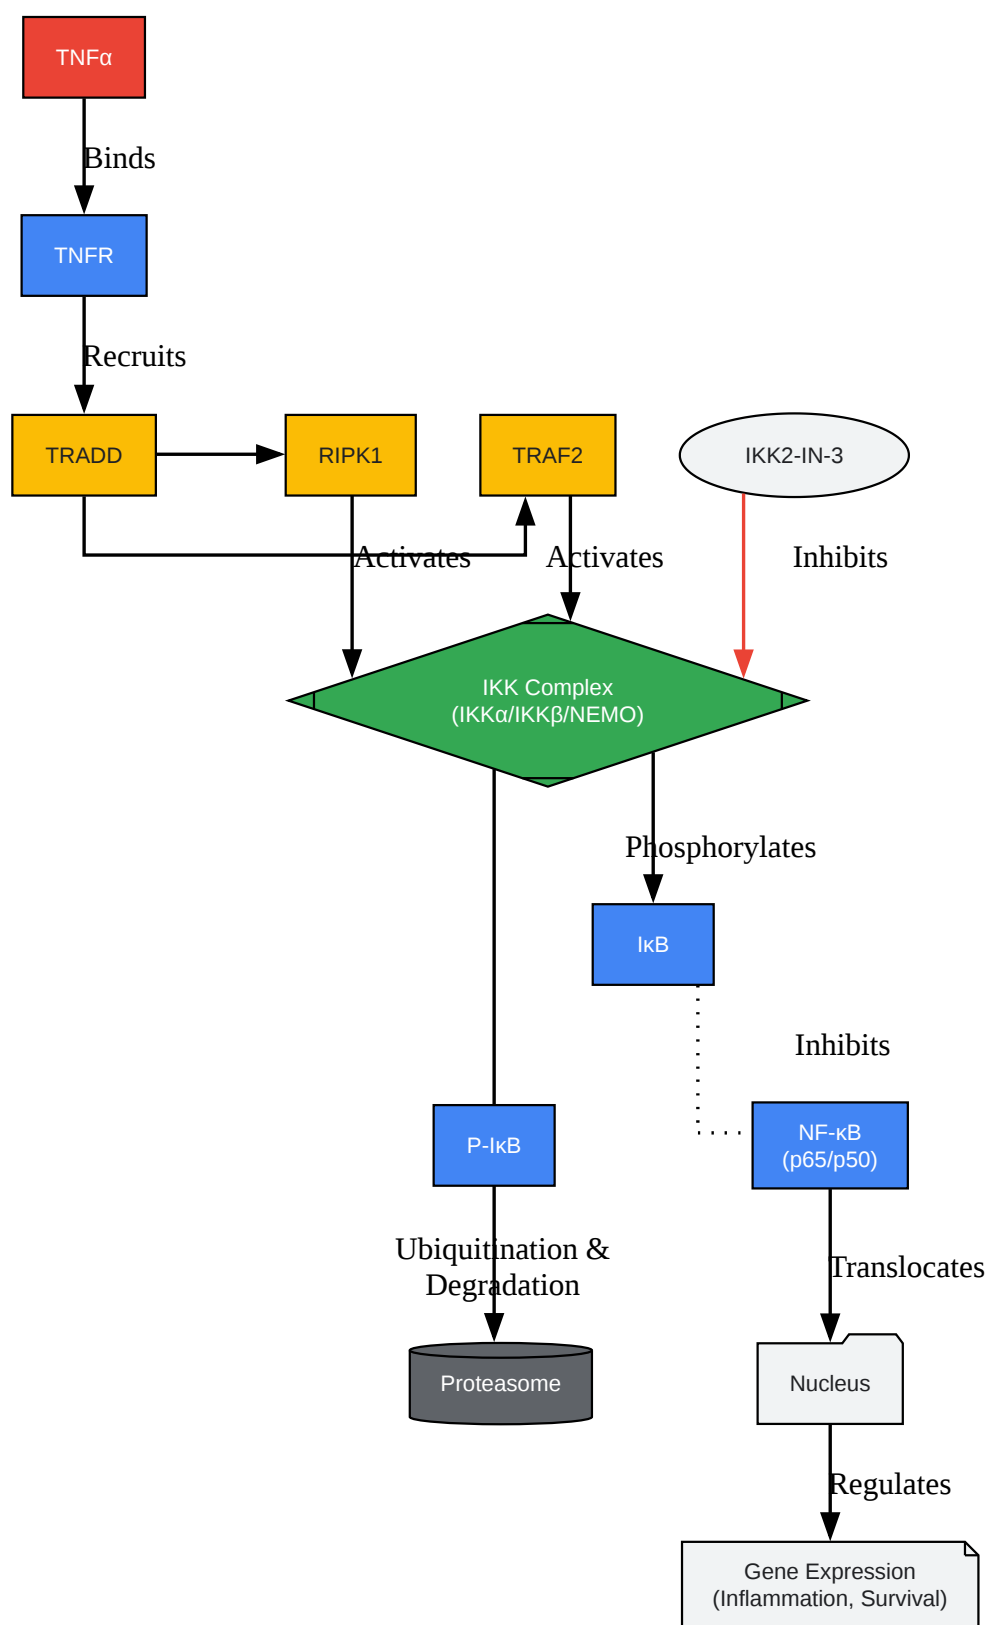 TNFα
Binds
TNFR
Recruits
TRADD
RIPK1
TRAF2
IKK2-IN-3
Activates
Activates
Inhibits
IKK Complex
(IKKα/IKKβ/NEMO)
Phosphorylates
IκB
Inhibits
P-IκB
NF-κB
(p65/p50)
Ubiquitination &
Degradation
Translocates
Proteasome
Nucleus
Regulates
Gene Expression
(Inflammation, Survival)